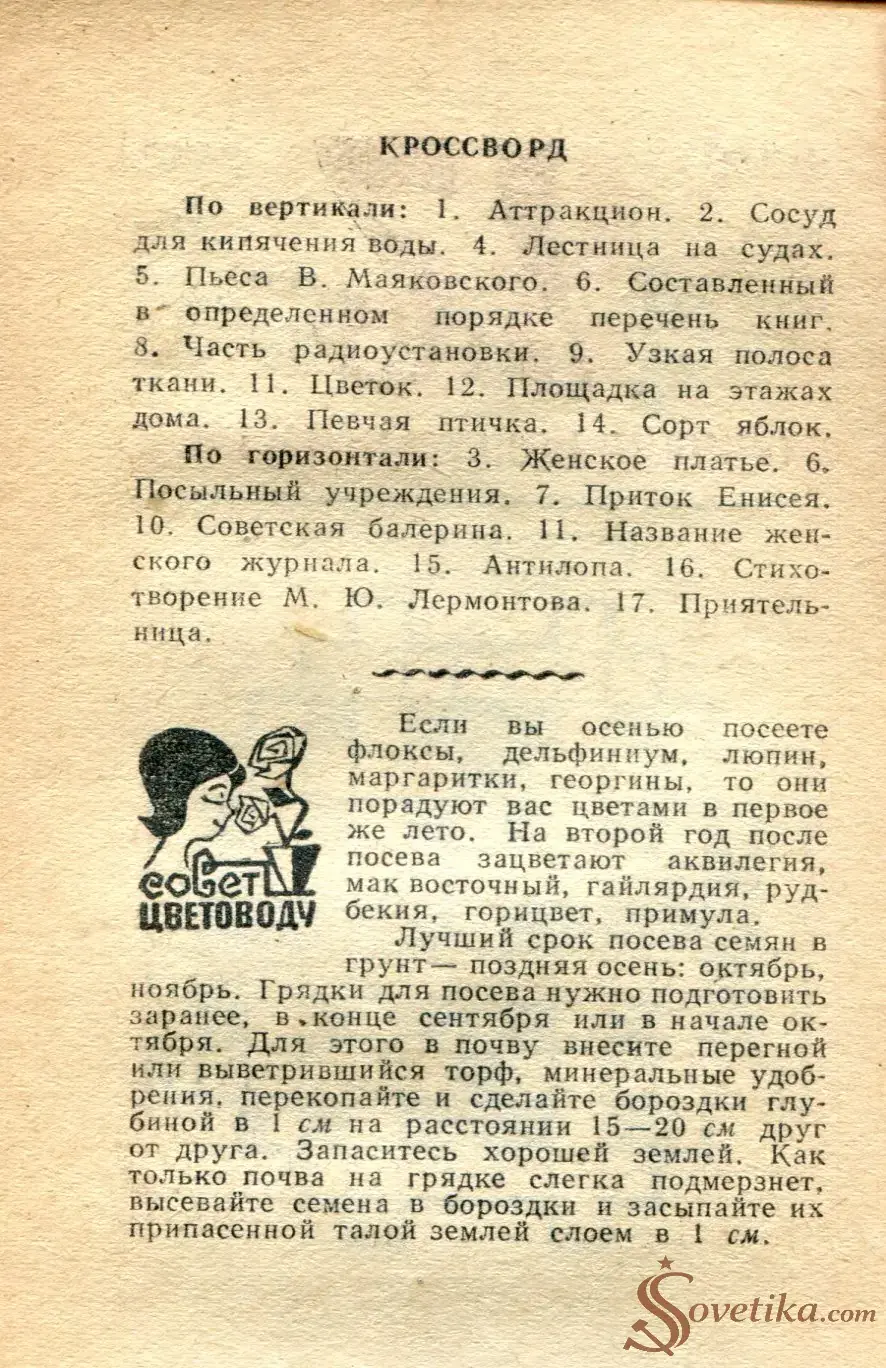 КРОССВОРД
По вертикали: 1. Аттракцион. 2. Сосуд
для кипячения воды. 4. Лестница на судах.
5. Пьеса В. Маяковского. 6. Составленный
в определенном порядке перечень книг.
8. Часть радиоустановки. 9. Узкая полоса
ткани. 11. Цветок. 12. Площадка на этажах
дома. 13. Певчая птичка. 14. Сорт яблок.
По горизонтали: 3. Женское платье. 6.
Посыльный учреждения. 7. Приток Енисея.
10. Советская балерина. 11. Название жен-
ского журнала. 15. Антилопа. 16. Стихо-
творение М. Ю. Лермонтова. 17. Приятель-
ница.
совет
ЦВЕТОВОДУ
Если вы осенью посеете
флоксы, дельфиниум, люпин,
маргаритки, георгины, то они
порадуют вас цветами в первое
же лето. На второй год после
посева зацветают аквилегия,
мак восточный, гайлярдия, руд-
бекия, горицвет, примула.
Лучший срок посева семян в
грунт— поздняя осень: октябрь,
ноябрь. Грядки для посева нужно подготовить
заранее, в конце сентября или в начале ок-
тября. Для этого в почву внесите перегной
или выветрившийся торф, минеральные удоб-
рения, перекопайте и сделайте бороздки глу-
биной в 1 см на расстоянии 15—20 см друг
от друга. Запаситесь хорошей землей. Как
только почва на грядке слегка подмерзнет,
высевайте семена в бороздки и засыпайте их
припасенной талой землей слоем в 1 см.
Sovetika.com